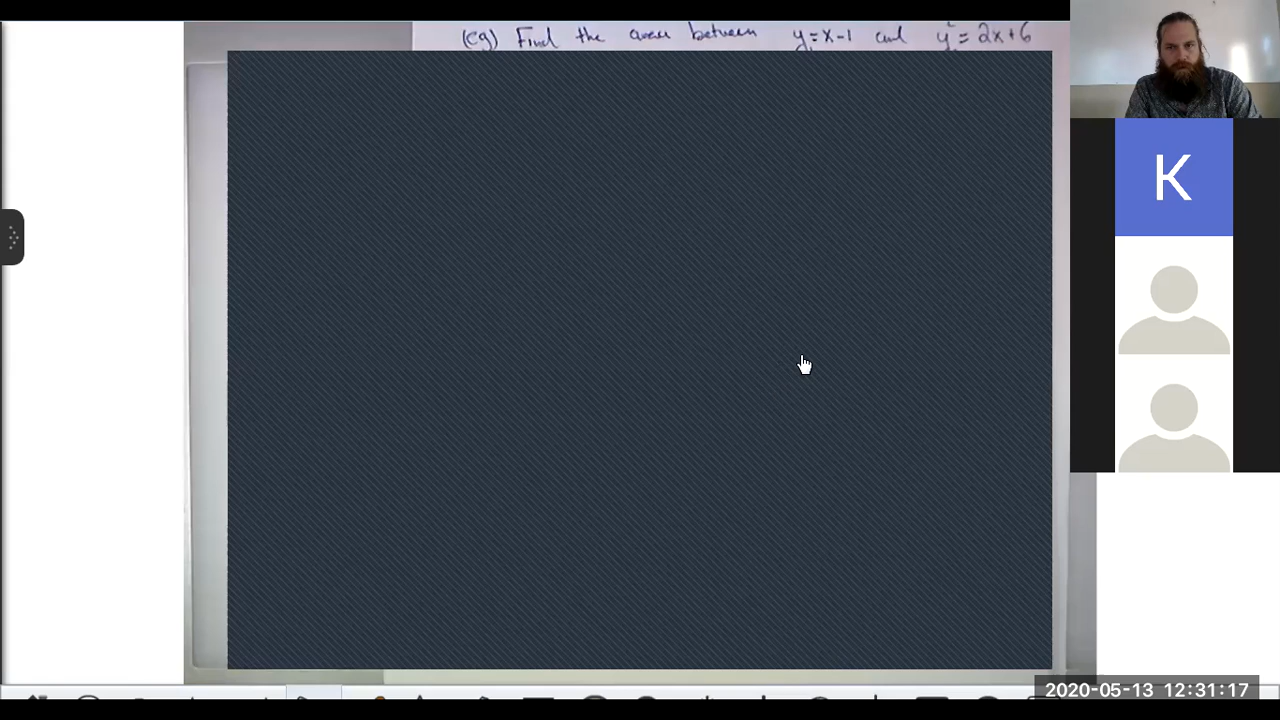 (eg) Find the area between y=x-1 and y²=2x+6
K
2020-05-13 12:31:17